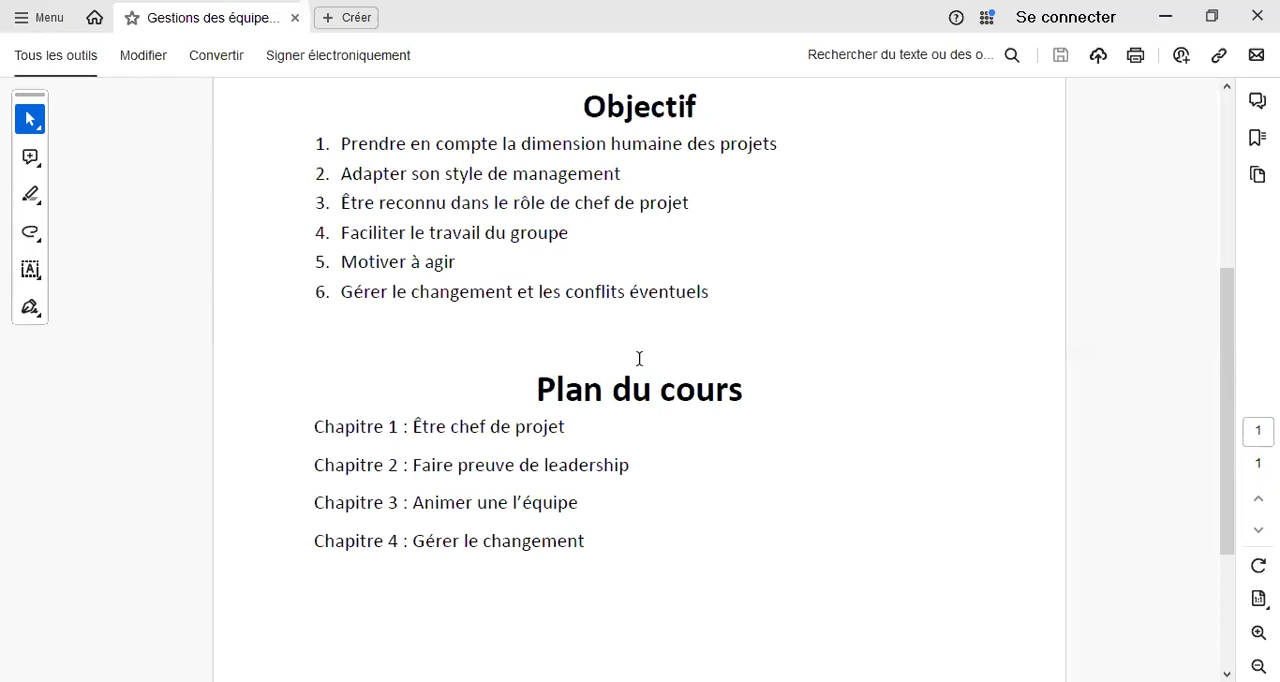 Menu
Gestions des équipe...
Créer
Se connecter
Tous les outils
Modifier
Convertir
Signer électroniquement
Rechercher du texte ou des o...
Objectif
1. Prendre en compte la dimension humaine des projets
2. Adapter son style de management
3. Être reconnu dans le rôle de chef de projet
4. Faciliter le travail du groupe
5. Motiver à agir
6. Gérer le changement et les conflits éventuels
Plan du cours
Chapitre 1 : Être chef de projet
Chapitre 2 : Faire preuve de leadership
Chapitre 3 : Animer une l’équipe
Chapitre 4 : Gérer le changement
1
1